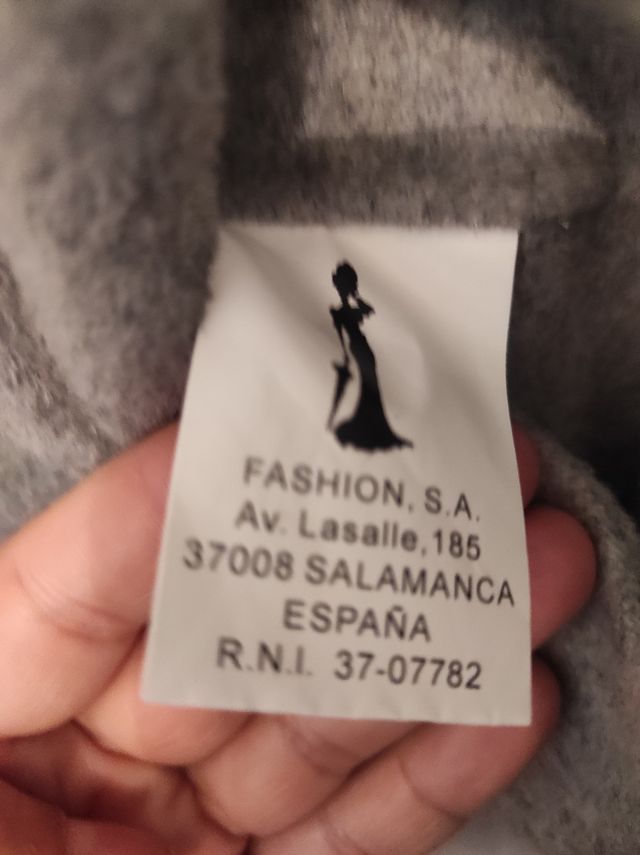 FASHION, S.A.
Av. Lasalle, 185
37008 SALAMANCA
ESPAÑA
R.N.I. 37-07782